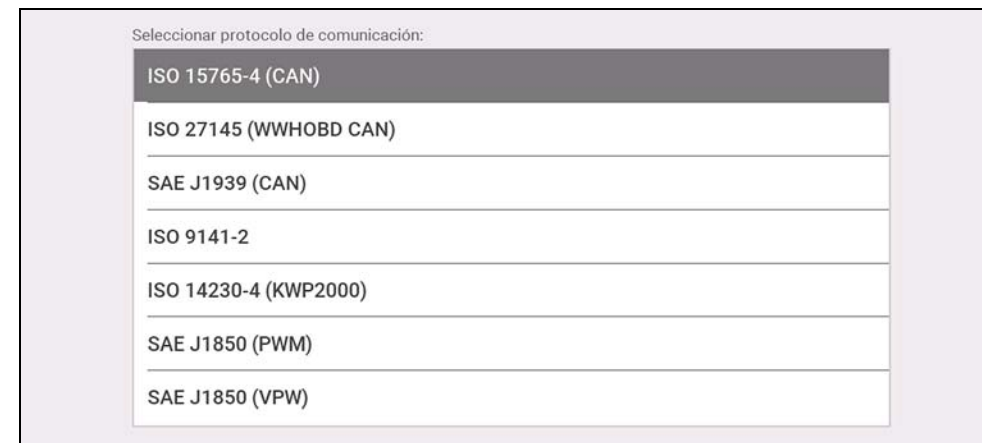 Seleccionar protocolo de comunicación:
ISO 15765-4 (CAN)
ISO 27145 (WWHOBD CAN)
SAE J1939 (CAN)
ISO 9141-2
ISO 14230-4 (KWP2000)
SAE J1850 (PWM)
SAE J1850 (VPW)